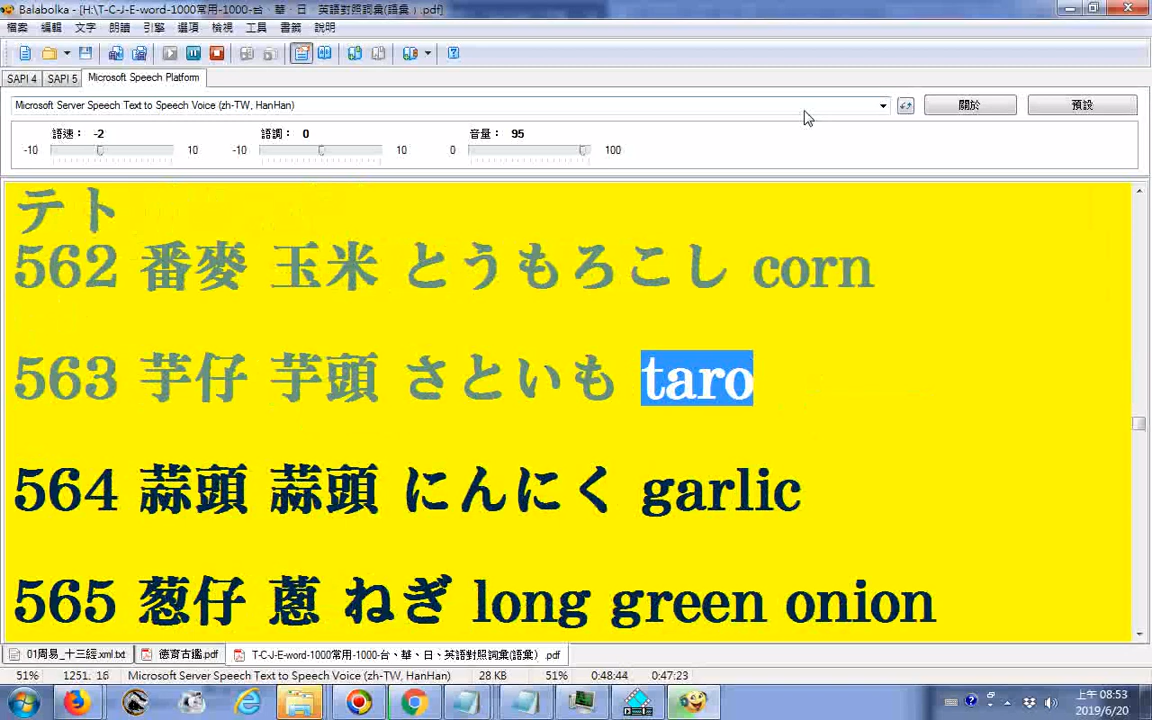 Balabolka - [H:\T-C-J-E-word-1000常用-1000-台、華、日、英語對照詞彙(語彙）.pdf]
檔案 編輯 文字 朗讀 引擎 選項 檢視 工具 書籤 說明
SAPI 4 SAPI 5 Microsoft Speech Platform
Microsoft Server Speech Text to Speech Voice (zh-TW, HanHan) 關於 預設
語速： -2 語調： 0 音量： 95
-10 10 -10 10 0 100
テト
562 番麥 玉米 とうもろこし corn
563 芋仔 芋頭 さといも taro
564 蒜頭 蒜頭 にんにく garlic
565 葱仔 蔥 ねぎ long green onion
01周易_十三經.xml.txt 德育古鑑.pdf T-C-J-E-word-1000常用-1000-台、華、日、英語對照詞彙(語彙）.pdf
51% 1251. 16 Microsoft Server Speech Text to Speech Voice (zh-TW, HanHan) 28 KB 51% 0:48:44 0:47:23
上午 08:53
2019/6/20